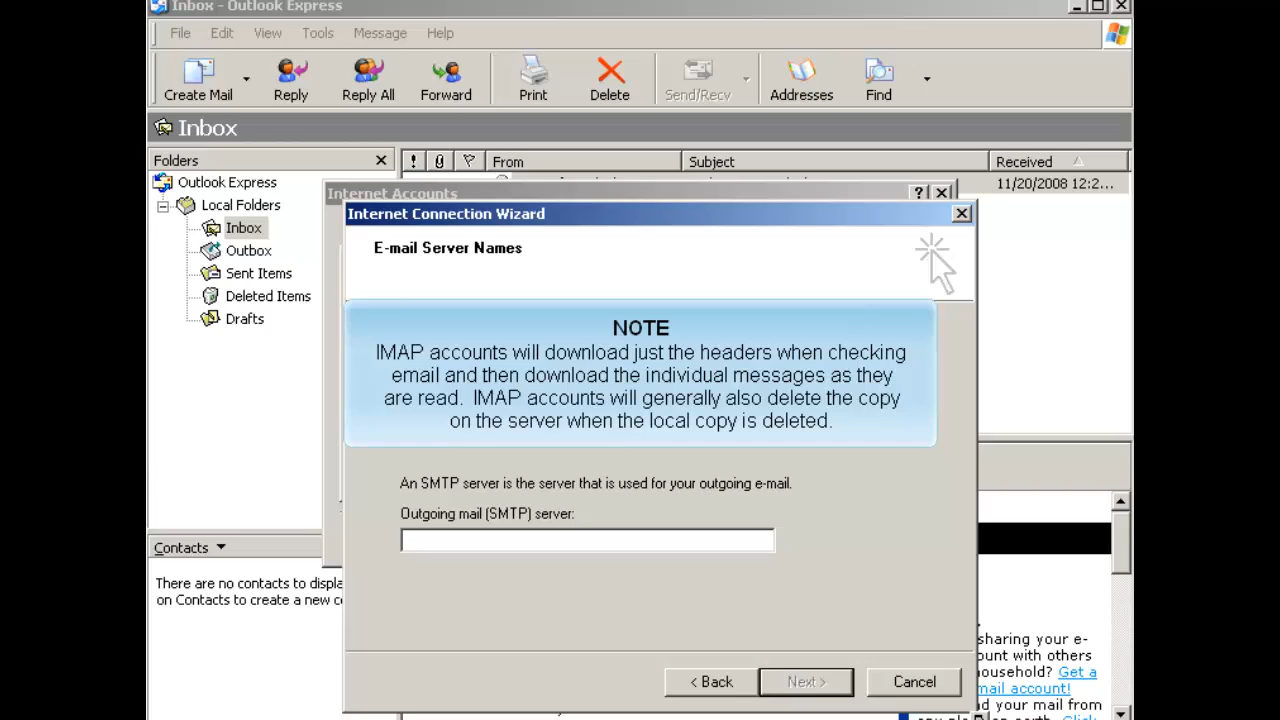 Inbox - Outlook Express
File Edit View Tools Message Help
Create Mail Reply Reply All Forward Print Delete Send/Recv Addresses Find
Inbox
Folders
! From Subject Received
11/20/2008 12:2...
Outlook Express
Local Folders
Inbox
Outbox
Sent Items
Deleted Items
Drafts
Internet Accounts
Internet Connection Wizard
E-mail Server Names
NOTE
IMAP accounts will download just the headers when checking
email and then download the individual messages as they
are read. IMAP accounts will generally also delete the copy
on the server when the local copy is deleted.
An SMTP server is the server that is used for your outgoing e-mail.
Outgoing mail (SMTP) server:
< Back Next > Cancel
Contacts
There are no contacts to displa
on Contacts to create a new co
sharing your e-
ount with others
household? Get a
mail account!
d your mail from